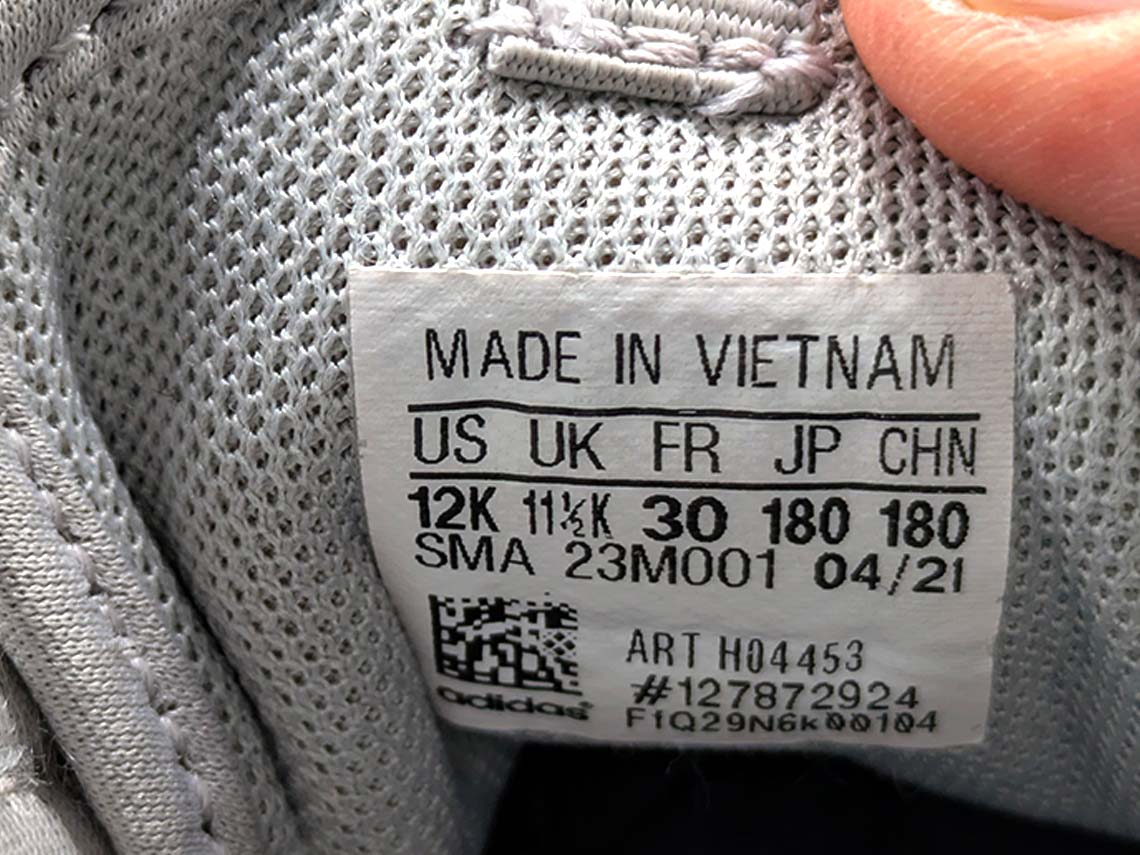 MADE IN VIETNAM
US UK FR JP CHN
12K 11½K 30 180 180
SMA 23M001 04/21
ART H04453
#127872924
adidas
F1Q29N6K00104